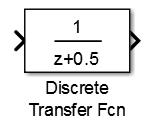 1
z+0.5
Discrete
Transfer Fcn